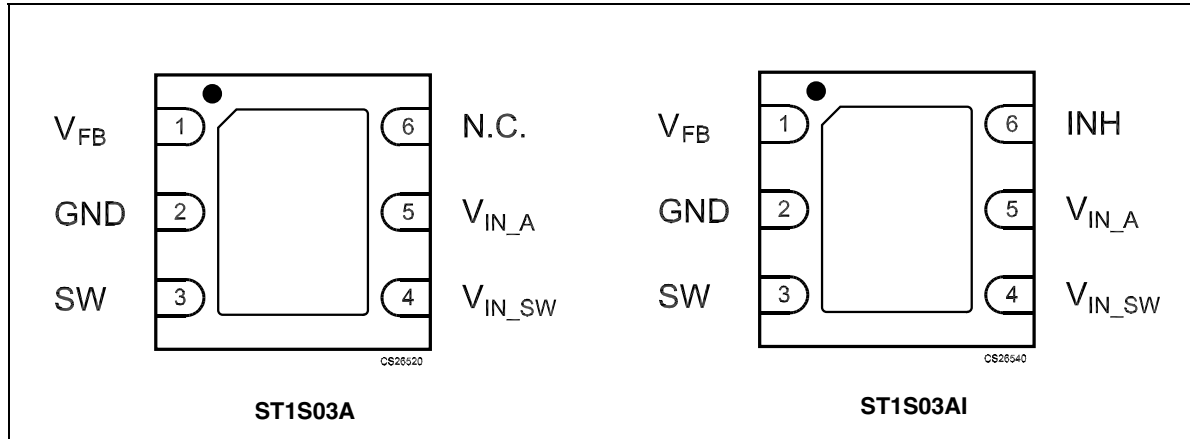 V_FB 1 6 N.C.
GND 2 5 V_IN_A
SW 3 4 V_IN_SW
CS26520
ST1S03A
V_FB 1 6 INH
GND 2 5 V_IN_A
SW 3 4 V_IN_SW
CS26540
ST1S03AI